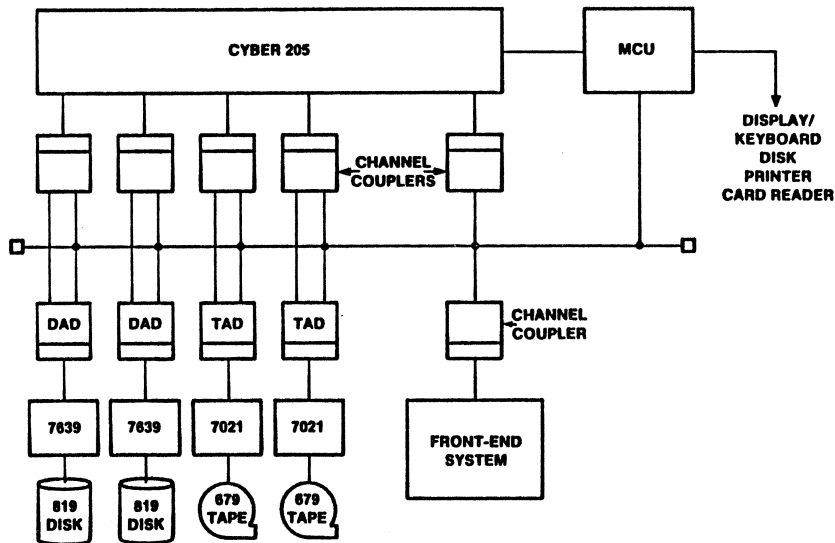 CYBER 205
MCU
DISPLAY/
KEYBOARD
DISK
PRINTER
CARD READER
CHANNEL
COUPLERS
DAD
DAD
TAD
TAD
CHANNEL
COUPLER
7639
7639
7021
7021
FRONT-END
SYSTEM
819
DISK
819
DISK
679
TAPE
679
TAPE